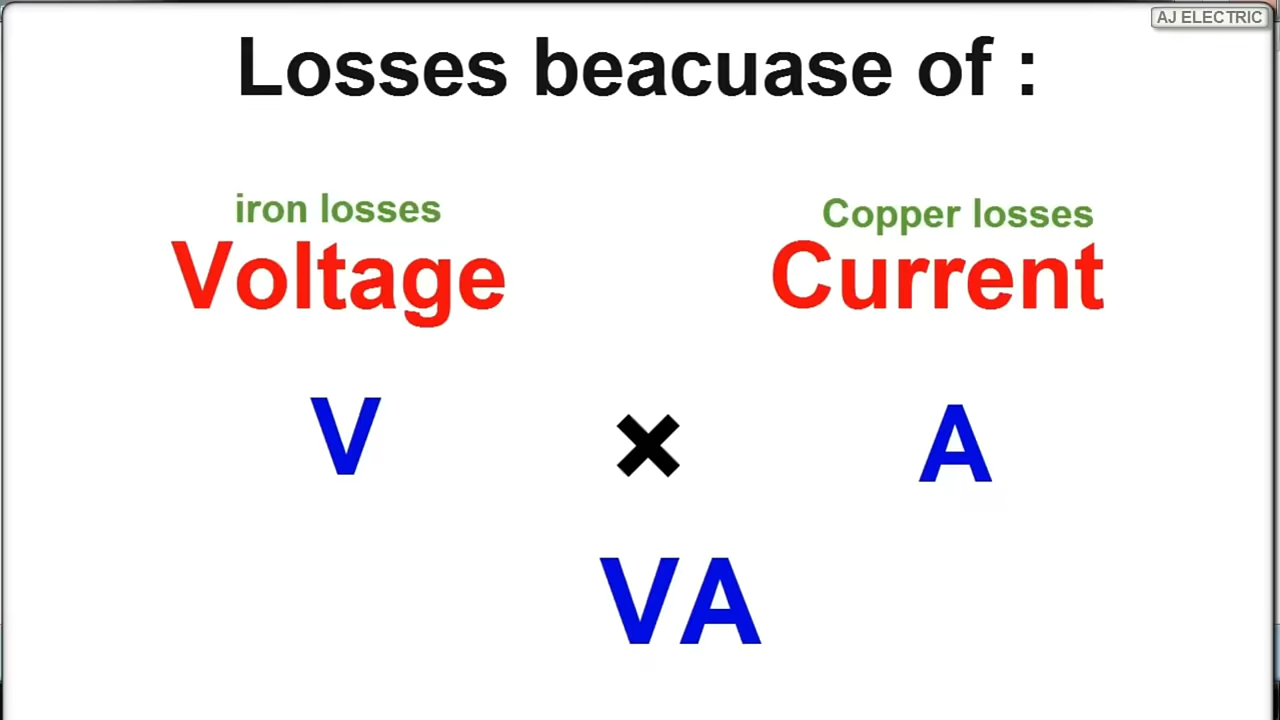 AJ ELECTRIC
Losses beacuase of :
iron losses
Copper losses
Voltage
Current
V × A
VA